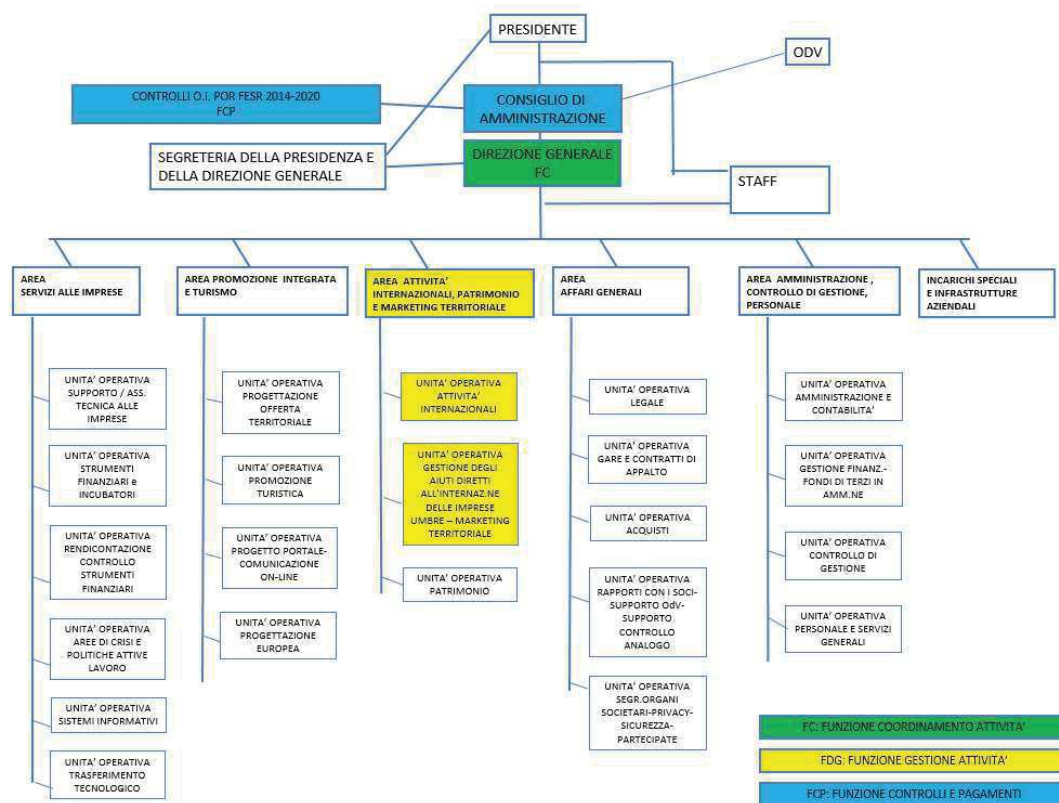 PRESIDENTE
ODV
CONTROLLI O.I. POR FESR 2014-2020
FCP
CONSIGLIO DI
AMMINISTRAZIONE
SEGRETERIA DELLA PRESIDENZA E
DELLA DIREZIONE GENERALE
DIREZIONE GENERALE
FC
STAFF
AREA
SERVIZI ALLE IMPRESE
AREA PROMOZIONE INTEGRATA
E TURISMO
AREA ATTIVITA'
INTERNAZIONALI, PATRIMONIO
E MARKETING TERRITORIALE
AREA
AFFARI GENERALI
AREA AMMINISTRAZIONE ,
CONTROLLO DI GESTIONE,
PERSONALE
INCARICHI SPECIALI
E INFRASTRUTTURE
AZIENDALI
UNITA' OPERATIVA
SUPPORTO / ASS.
TECNICA ALLE
IMPRESE
UNITA' OPERATIVA
STRUMENTI
FINANZIARI e
INCUBATORI
UNITA' OPERATIVA
RENDICONTAZIONE
CONTROLLO
STRUMENTI
FINANZIARI
UNITA' OPERATIVA
AREE DI CRISI E
POLITICHE ATTIVE
LAVORO
UNITA' OPERATIVA
SISTEMI INFORMATIVI
UNITA' OPERATIVA
TRASFERIMENTO
TECNOLOGICO
UNITA' OPERATIVA
PROGETTAZIONE
OFFERTA
TERRITORIALE
UNITA' OPERATIVA
PROMOZIONE
TURISTICA
UNITA' OPERATIVA
PROGETTO PORTALE-
COMUNICAZIONE
ON-LINE
UNITA' OPERATIVA
PROGETTAZIONE
EUROPEA
UNITA' OPERATIVA
ATTIVITA'
INTERNAZIONALI
UNITA' OPERATIVA
GESTIONE DEGLI
AIUTI DIRETTI
ALL'INTERNAZ.NE
DELLE IMPRESE
UMBRE – MARKETING
TERRITORIALE
UNITA' OPERATIVA
PATRIMONIO
UNITA' OPERATIVA
LEGALE
UNITA' OPERATIVA
GARE E CONTRATTI DI
APPALTO
UNITA' OPERATIVA
ACQUISTI
UNITA' OPERATIVA
RAPPORTI CON I SOCI-
SUPPORTO OdV-
SUPPORTO
CONTROLLO
ANALOGO
UNITA' OPERATIVA
SEGR.ORGANI
SOCIETARI-PRIVACY-
SICUREZZA-
PARTECIPATE
UNITA' OPERATIVA
AMMINISTRAZIONE E
CONTABILITA'
UNITA' OPERATIVA
GESTIONE FINANZ.-
FONDI DI TERZI IN
AMM.NE
UNITA' OPERATIVA
CONTROLLO DI
GESTIONE
UNITA' OPERATIVA
PERSONALE E SERVIZI
GENERALI
FC: FUNZIONE COORDINAMENTO ATTIVITA'
FDG: FUNZIONE GESTIONE ATTIVITA'
FCP: FUNZIONE CONTROLLI E PAGAMENTI